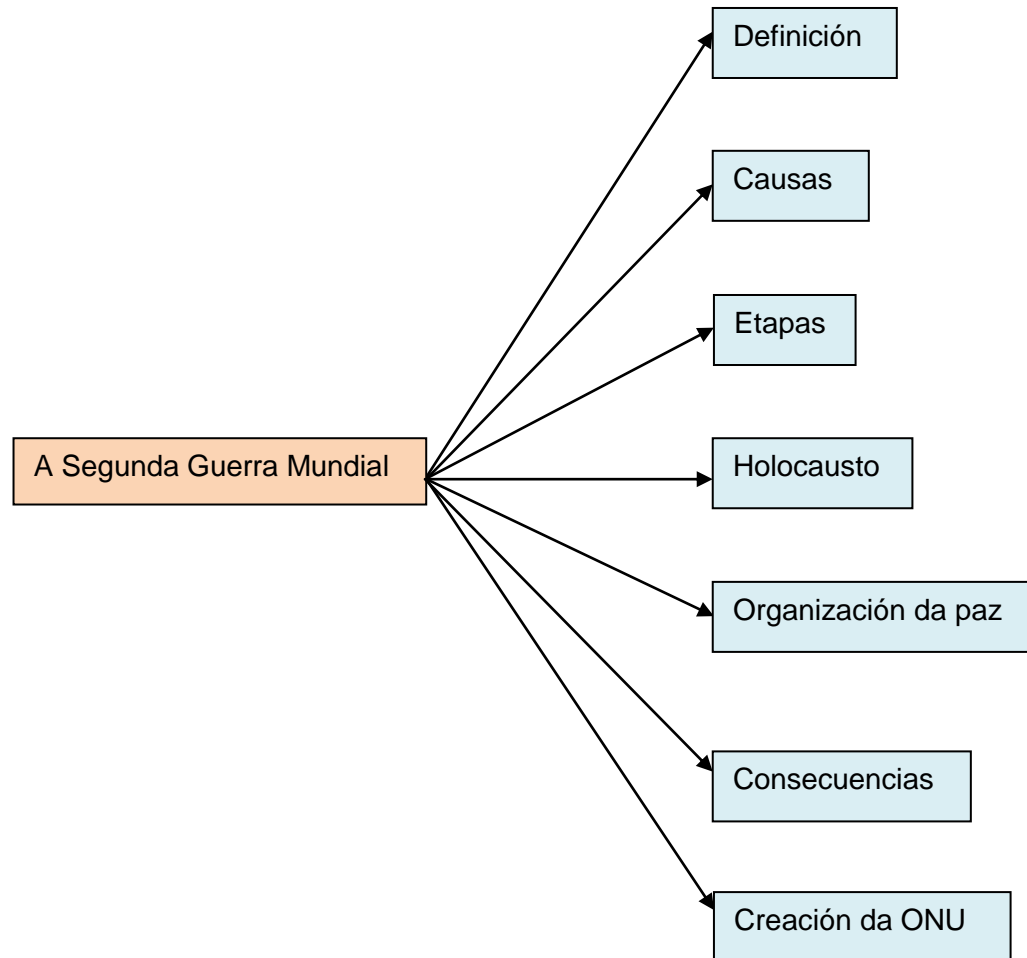 Definición
Causas
Etapas
A Segunda Guerra Mundial
Holocausto
Organización da paz
Consecuencias
Creación da ONU